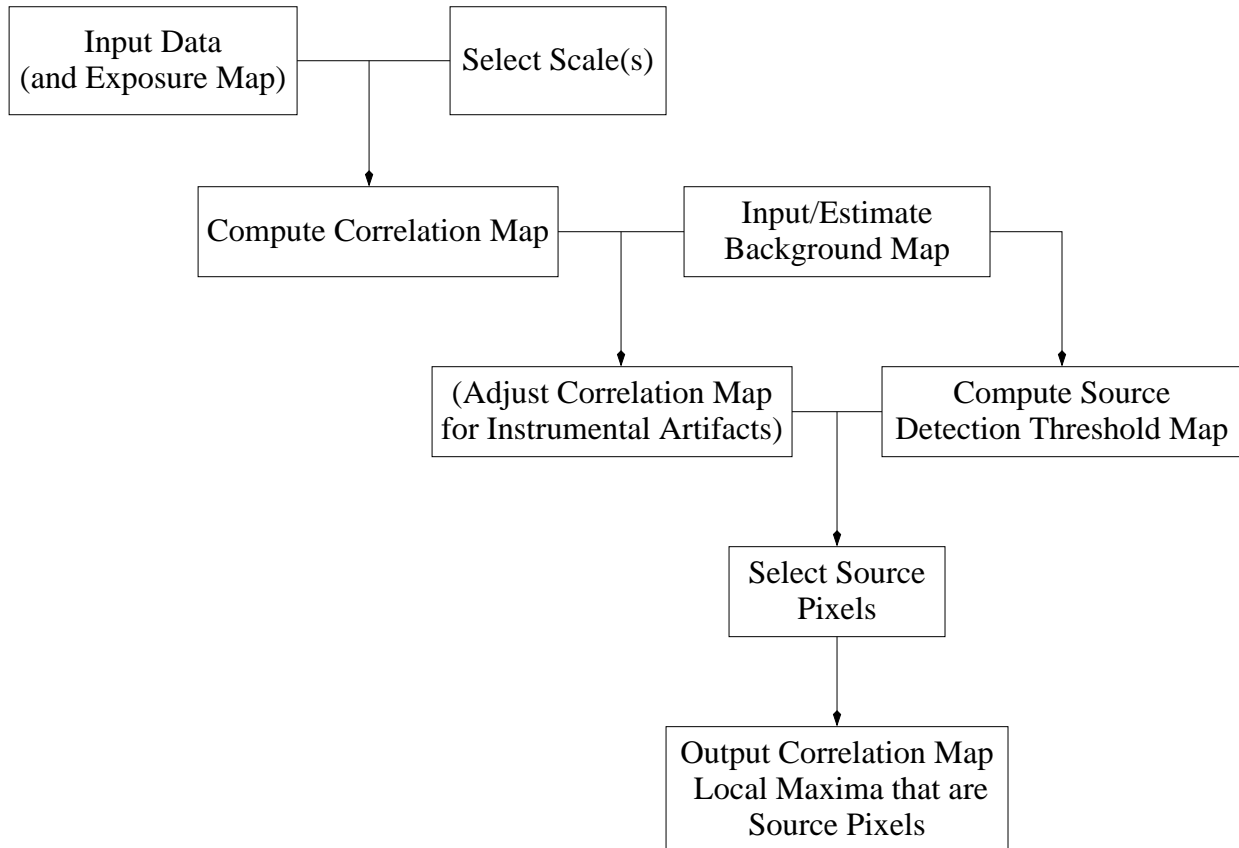 Input Data
(and Exposure Map)
Select Scale(s)
Compute Correlation Map
Input/Estimate
Background Map
(Adjust Correlation Map
for Instrumental Artifacts)
Compute Source
Detection Threshold Map
Select Source
Pixels
Output Correlation Map
Local Maxima that are
Source Pixels